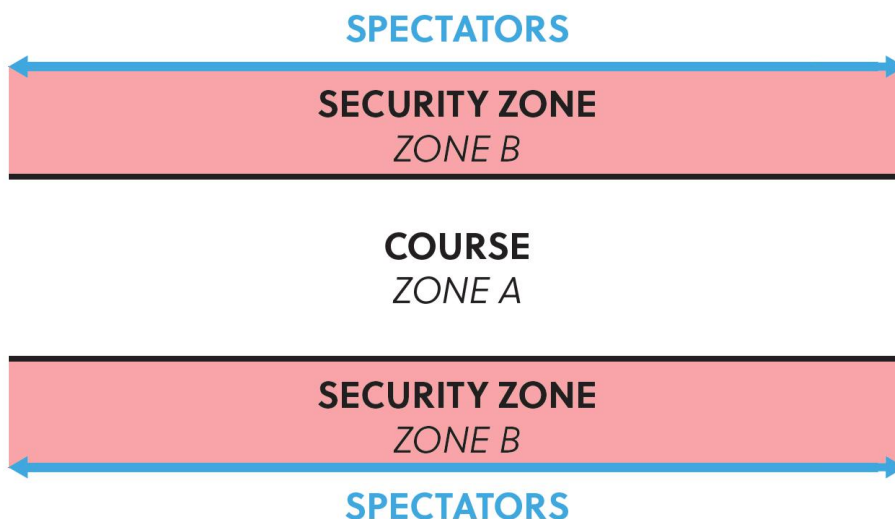 SPECTATORS
SECURITY ZONE
ZONE B
COURSE
ZONE A
SECURITY ZONE
ZONE B
SPECTATORS